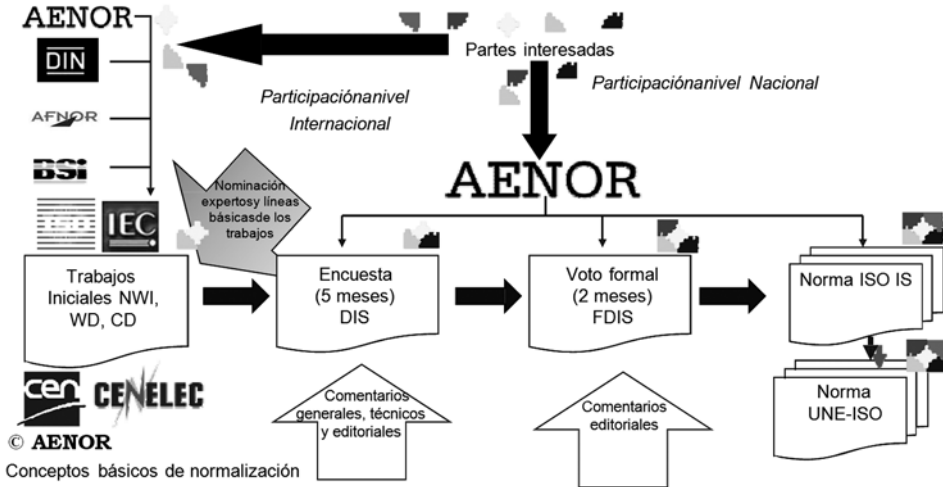 AENOR
DIN
AFNOR
BSi
ISO
IEC
Partes interesadas
Participaciónanivel
Internacional
Participaciónanivel Nacional
AENOR
Nominación
expertosy líneas
básicasde los
trabajos
Trabajos
Iniciales NWI,
WD, CD
Encuesta
(5 meses)
DIS
Voto formal
(2 meses)
FDIS
Norma ISO IS
Norma
UNE-ISO
cen
CENELEC
Comentarios
generales, técnicos
y editoriales
Comentarios
editoriales
© AENOR
Conceptos básicos de normalización